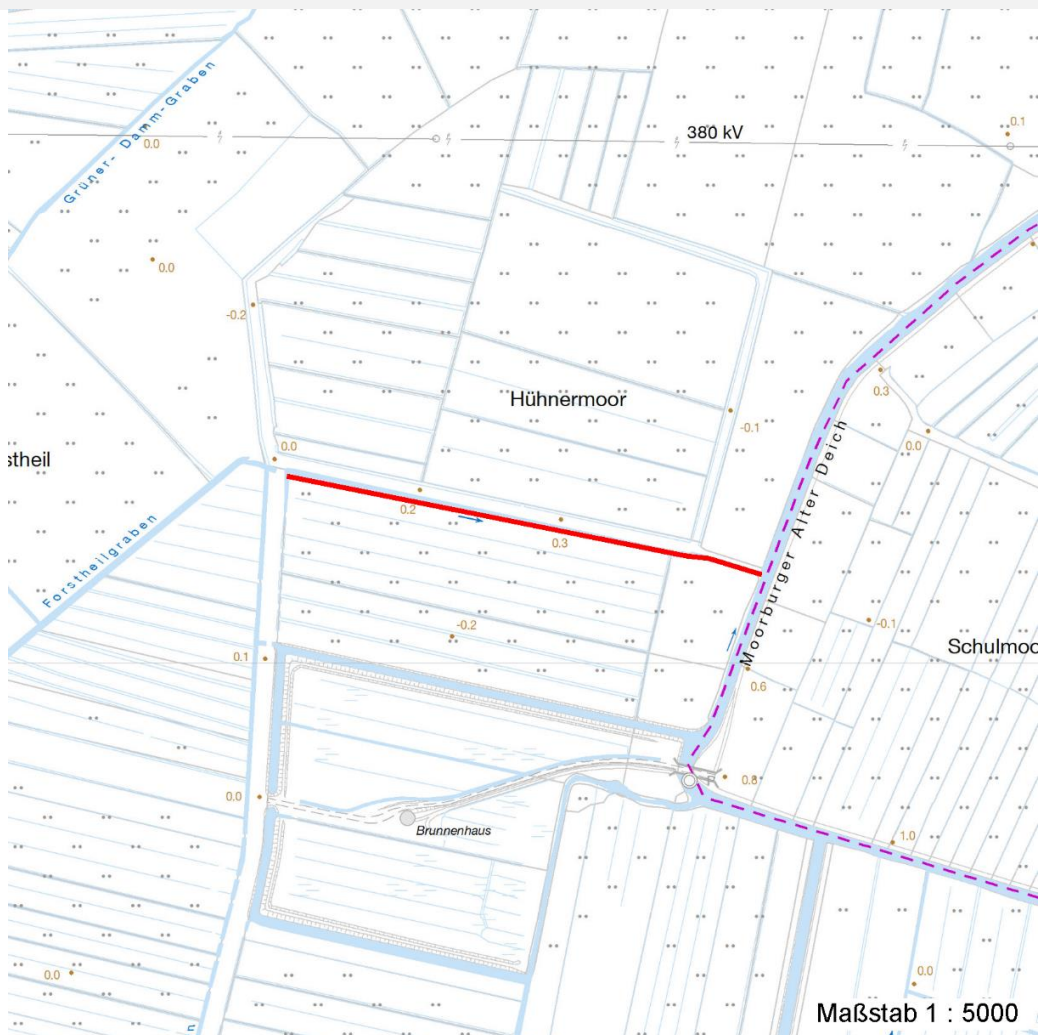 0.1
380 kV
0.0
Grüner-Damm-Graben
0.0
-0.2
0.3
Hühnermoor
-0.1
0.0
0.0
stheil
0.2
0.3
Moorburger Alter Deich
Forstheilgraben
-0.2
-0.1
0.1
Schulmoo
0.6
0.8
0.0
Brunnenhaus
1.0
0.0
0.0
n
Maßstab 1 : 5000